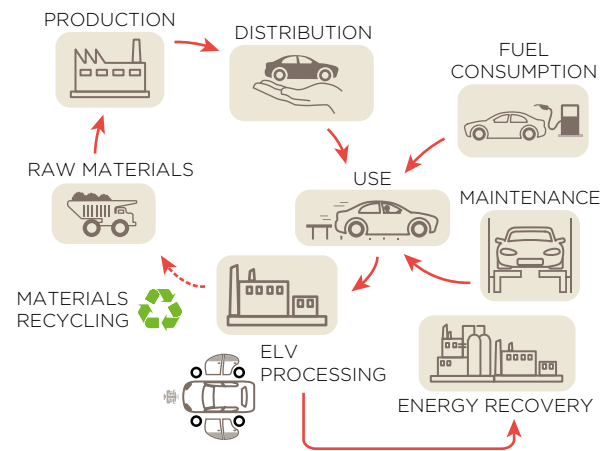 PRODUCTION
DISTRIBUTION
FUEL
CONSUMPTION
RAW MATERIALS
USE
MAINTENANCE
MATERIALS
RECYCLING
ELV
PROCESSING
ENERGY RECOVERY